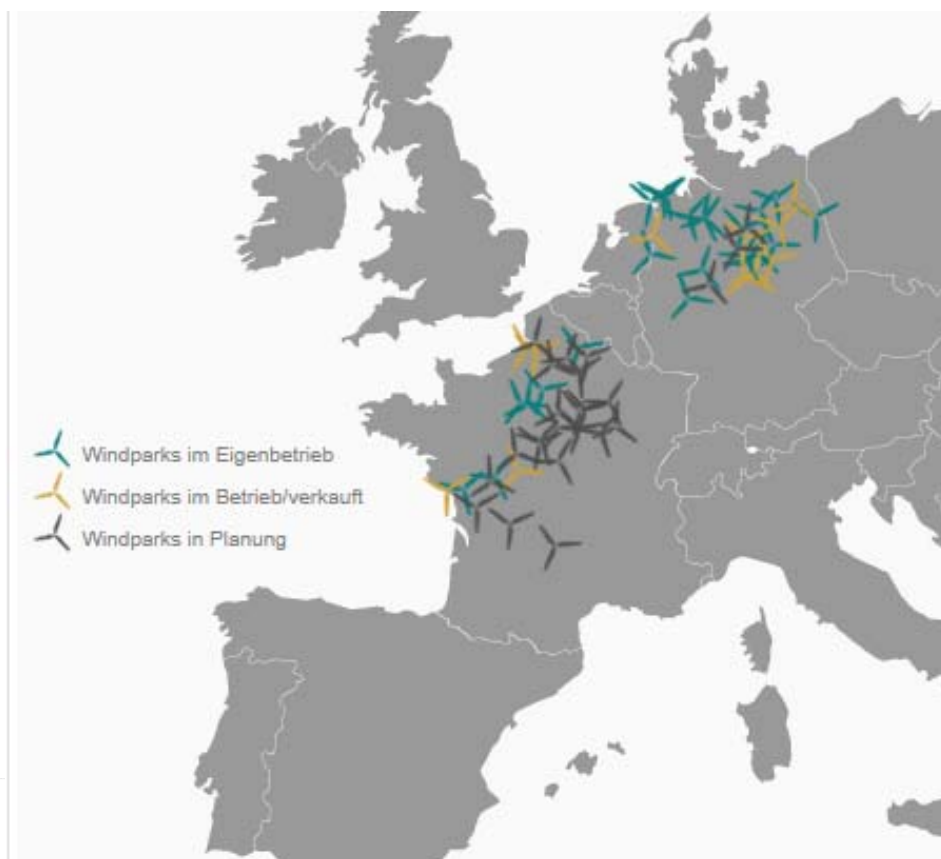 Windparks im Eigenbetrieb
Windparks im Betrieb/verkauft
Windparks in Planung